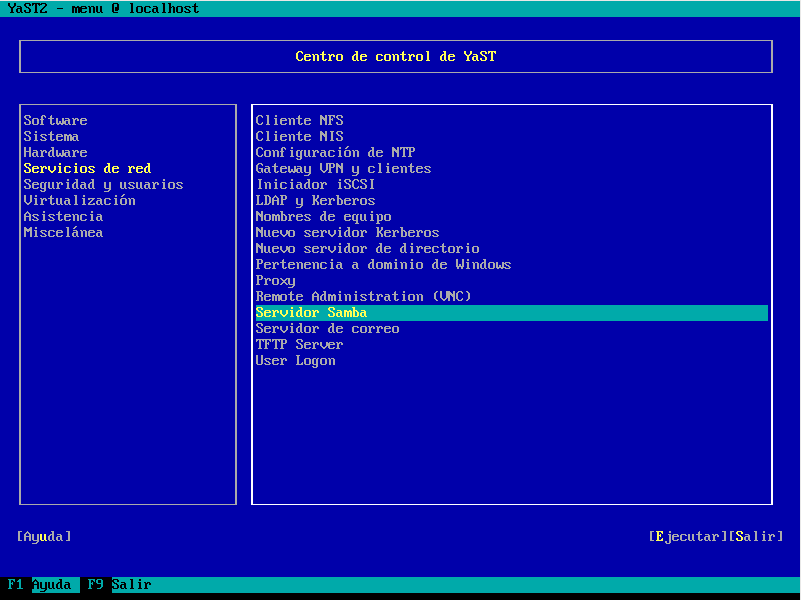 YaST2 - menu @ localhost
Centro de control de YaST
Software
Sistema
Hardware
Servicios de red
Seguridad y usuarios
Virtualización
Asistencia
Miscelánea
Cliente NFS
Cliente NIS
Configuración de NTP
Gateway VPN y clientes
Iniciador iSCSI
LDAP y Kerberos
Nombres de equipo
Nuevo servidor Kerberos
Nuevo servidor de directorio
Pertenencia a dominio de Windows
Proxy
Remote Administration (VNC)
Servidor Samba
Servidor de correo
TFTP Server
User Logon
[Ayuda]
[Ejecutar][Salir]
F1 Ayuda F9 Salir